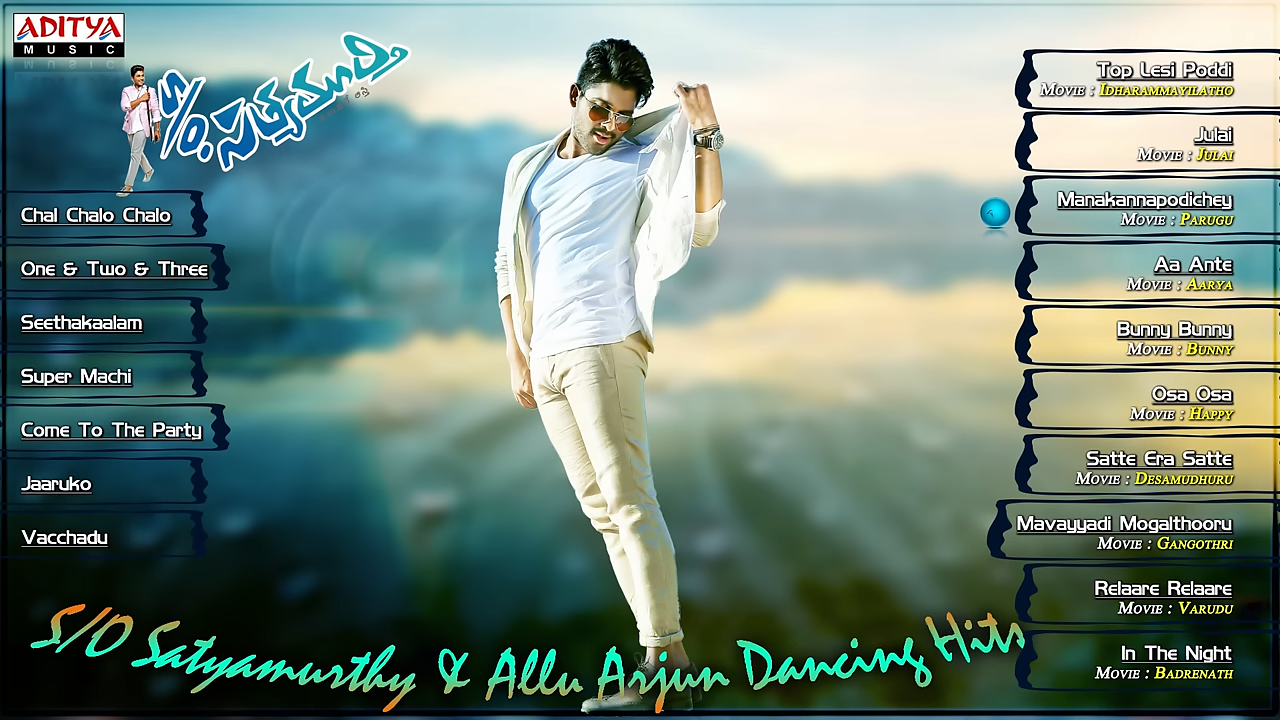 ADITYA
MUSIC
S/o. సత్యమూర్తి
Chal Chalo Chalo
One & Two & Three
Seethakaalam
Super Machi
Come To The Party
Jaaruko
Vacchadu
Top Lesi Poddi
Movie : Idharammayilatho
Julai
Movie : Julai
Manakannapodichey
Movie : Parugu
Aa Ante
Movie : Aarya
Bunny Bunny
Movie : Bunny
Osa Osa
Movie : Happy
Satte Era Satte
Movie : Desamudhuru
Mavayyadi Mogalthooru
Movie : Gangothri
Relaare Relaare
Movie : Varudu
In The Night
Movie : Badrenath
S/O Satyamurthy & Allu Arjun Dancing Hits